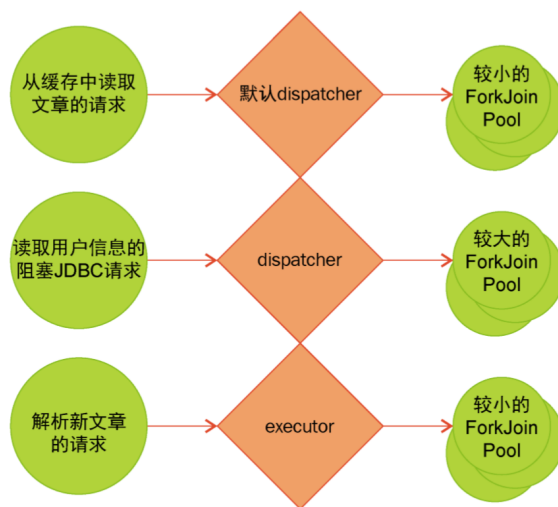 从缓存中读取
文章的请求
默认dispatcher
较小的
ForkJoin
Pool
读取用户信息的
阻塞JDBC请求
dispatcher
较大的
ForkJoin
Pool
解析新文章
的请求
executor
较小的
ForkJoin
Pool